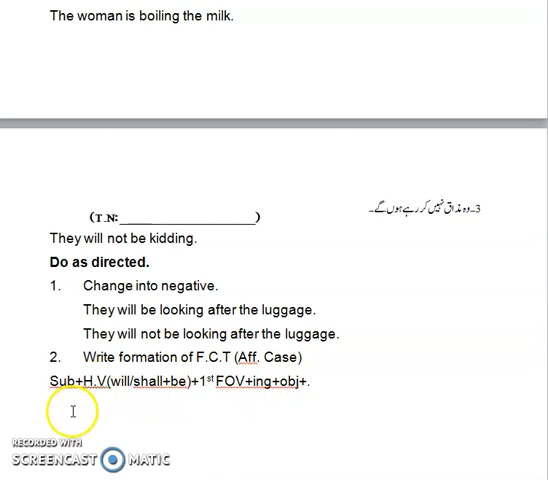 The woman is boiling the milk.
3۔وہ مذاق نہیں کر رہے ہوں گے۔
(T.N:____________________)
They will not be kidding.
Do as directed.
1. Change into negative.
They will be looking after the luggage.
They will not be looking after the luggage.
2. Write formation of F.C.T (Aff. Case)
Sub+H.V(will/shall+be)+1st FOV+ing+obj+.
RECORDED WITH
SCREENCAST MATIC